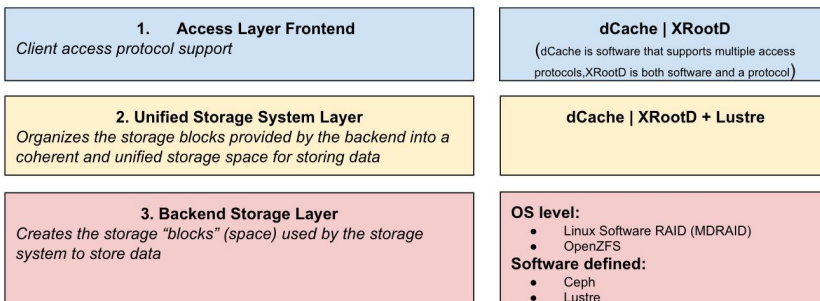 1. Access Layer Frontend
Client access protocol support
dCache | XRootD
(dCache is software that supports multiple access
protocols,XRootD is both software and a protocol)
2. Unified Storage System Layer
Organizes the storage blocks provided by the backend into a
coherent and unified storage space for storing data
dCache | XRootD + Lustre
3. Backend Storage Layer
Creates the storage “blocks” (space) used by the storage
system to store data
OS level:
● Linux Software RAID (MDRAID)
● OpenZFS
Software defined:
● Ceph
● Lustre